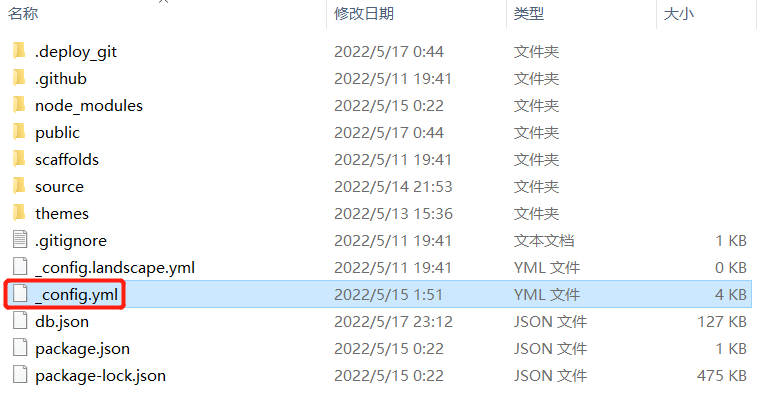 名称 修改日期 类型 大小
.deploy_git 2022/5/17 0:44 文件夹
.github 2022/5/11 19:41 文件夹
node_modules 2022/5/15 0:22 文件夹
public 2022/5/17 0:44 文件夹
scaffolds 2022/5/11 19:41 文件夹
source 2022/5/14 21:53 文件夹
themes 2022/5/13 15:36 文件夹
.gitignore 2022/5/11 19:41 文本文档 1 KB
_config.landscape.yml 2022/5/11 19:41 YML 文件 0 KB
_config.yml 2022/5/15 1:51 YML 文件 4 KB
db.json 2022/5/17 23:12 JSON 文件 127 KB
package.json 2022/5/15 0:22 JSON 文件 1 KB
package-lock.json 2022/5/15 0:22 JSON 文件 475 KB